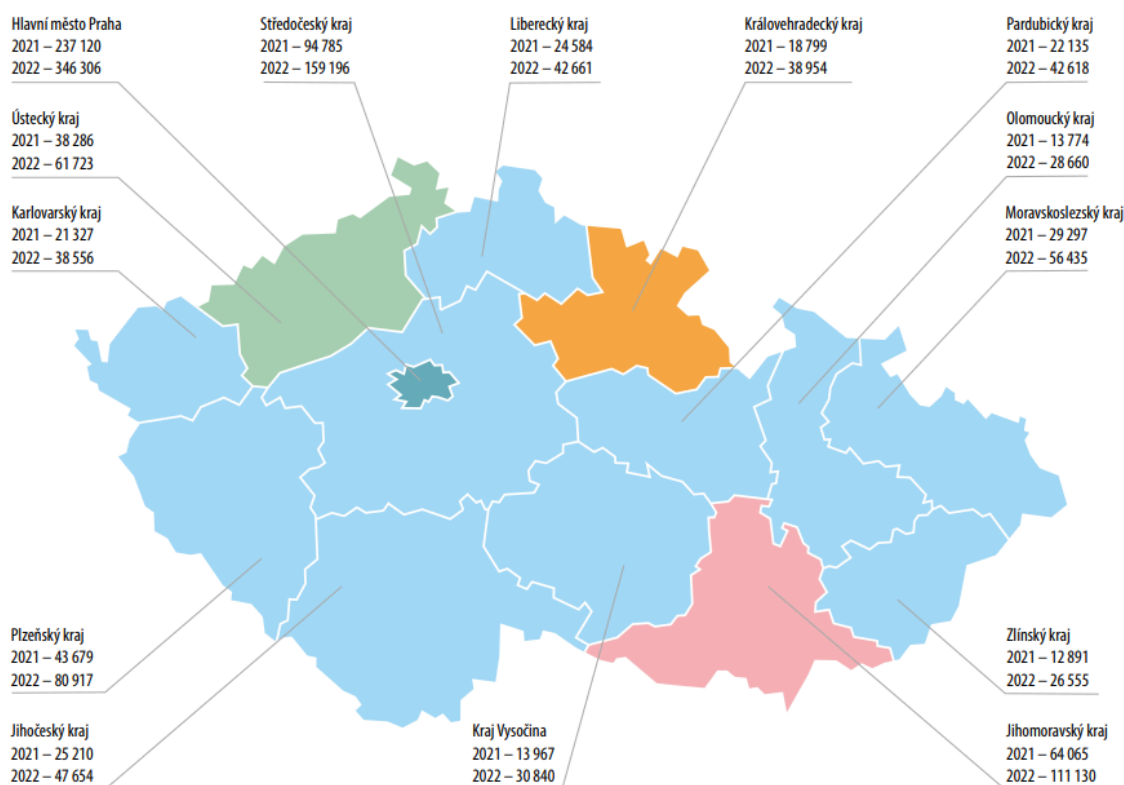 Hlavní město Praha
2021 – 237 120
2022 – 346 306
Středočeský kraj
2021 – 94 785
2022 – 159 196
Liberecký kraj
2021 – 24 584
2022 – 42 661
Královehradecký kraj
2021 – 18 799
2022 – 38 954
Pardubický kraj
2021 – 22 135
2022 – 42 618
Ústecký kraj
2021 – 38 286
2022 – 61 723
Olomoucký kraj
2021 – 13 774
2022 – 28 660
Karlovarský kraj
2021 – 21 327
2022 – 38 556
Moravskoslezský kraj
2021 – 29 297
2022 – 56 435
Plzeňský kraj
2021 – 43 679
2022 – 80 917
Zlínský kraj
2021 – 12 891
2022 – 26 555
Jihočeský kraj
2021 – 25 210
2022 – 47 654
Kraj Vysočina
2021 – 13 967
2022 – 30 840
Jihomoravský kraj
2021 – 64 065
2022 – 111 130